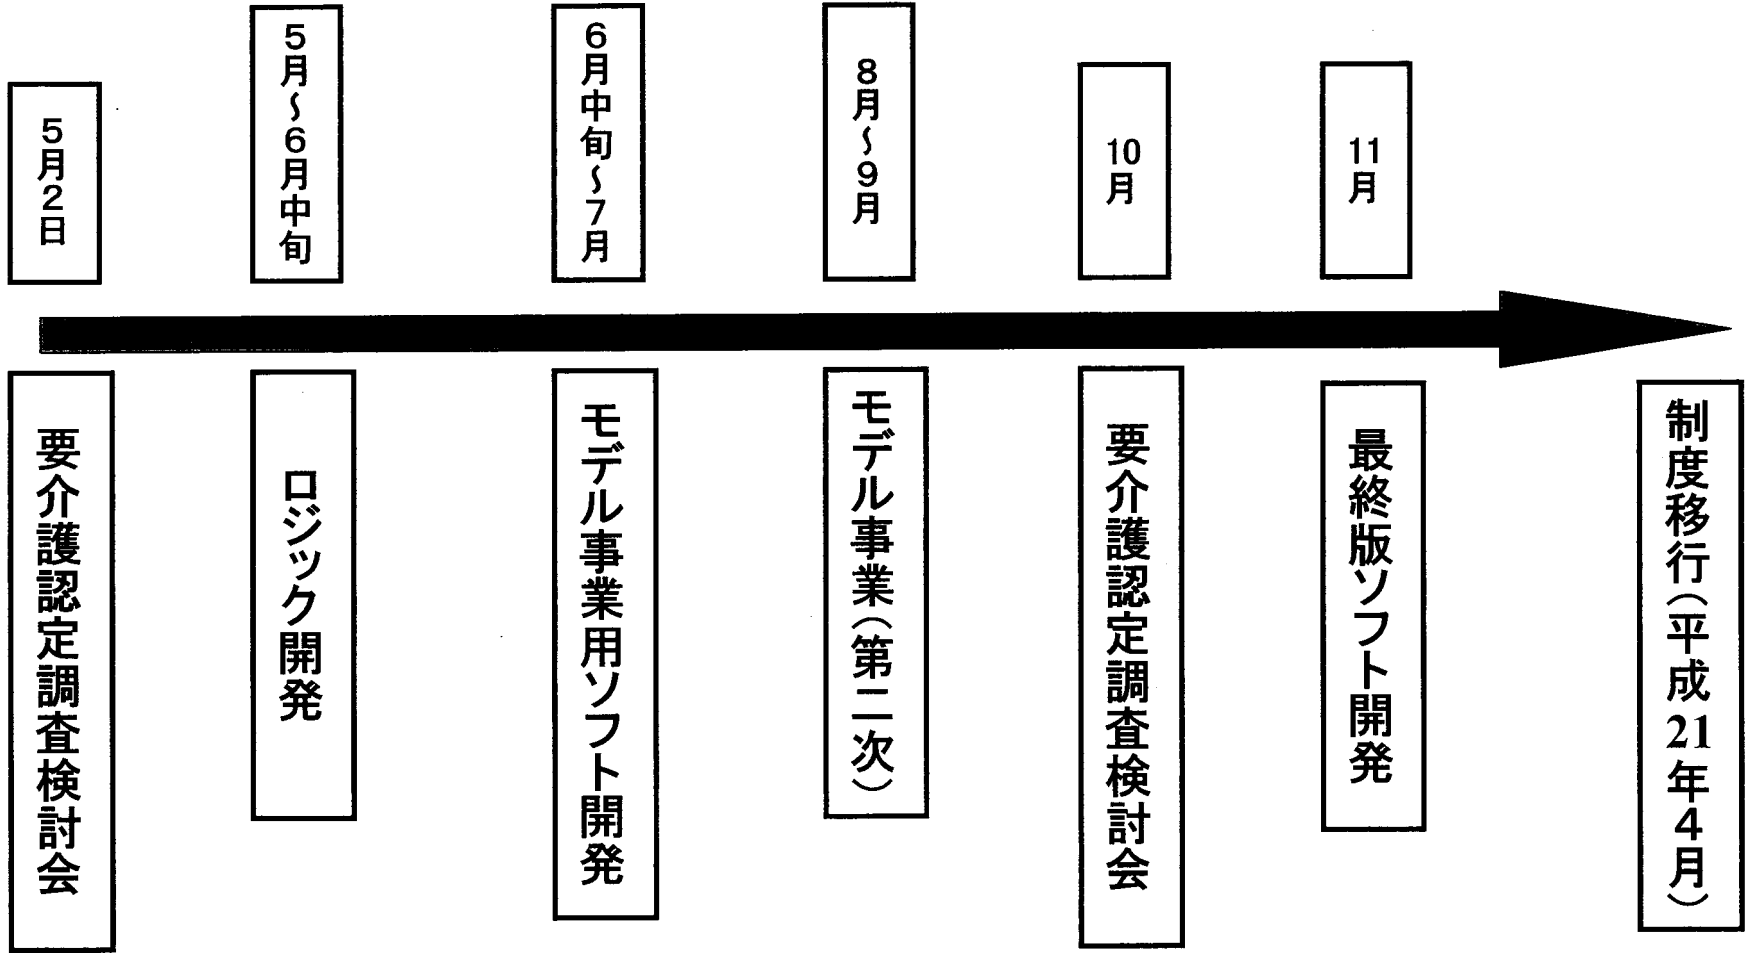 5月2日
5月～6月中旬
6月中旬～7月
8月～9月
10月
11月
要介護認定調査検討会
ロジック開発
モデル事業用ソフト開発
モデル事業（第二次）
要介護認定調査検討会
最終版ソフト開発
制度移行（平成21年4月）